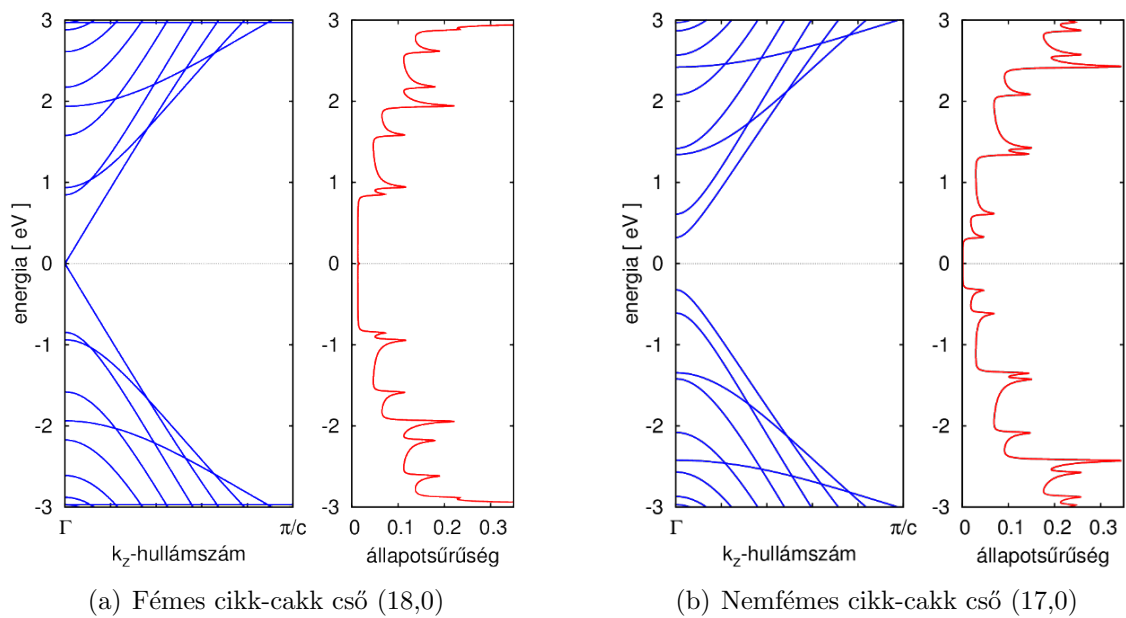 3
2
1
0
-1
-2
-3
energia [ eV ]
Γ
π/c
kz-hullámszám
0 0.1 0.2 0.3
állapotsűrűség
(a) Fémes cikk-cakk cső (18,0)
3
2
1
0
-1
-2
-3
energia [ eV ]
Γ
π/c
kz-hullámszám
0 0.1 0.2 0.3
állapotsűrűség
(b) Nemfémes cikk-cakk cső (17,0)